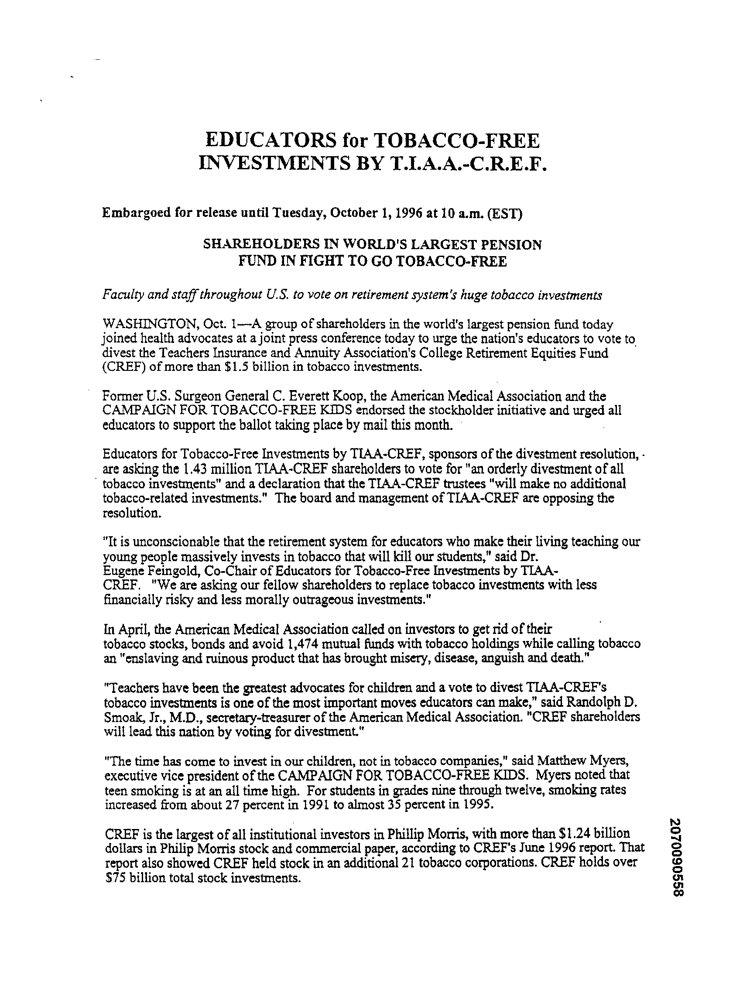 EDUCATORS for TOBACCO-FREE
INVESTMENTS BY T.I.A.A.-C.R.E.F.
Embargoed for release until Tuesday, October 1, 1996 at 10 a.m. (EST)
SHAREHOLDERS IN WORLD'S LARGEST PENSION
FUND IN FIGHT TO GO TOBACCO-FREE
Faculty and staff throughout U.S. to vote on retirement system's huge tobacco investments
WASHINGTON, Oct. 1—A group of shareholders in the world's largest pension fund today
joined health advocates at a joint press conference today to urge the nation's educators to vote to
divest the Teachers Insurance and Annuity Association's College Retirement Equities Fund
(CREF) of more than $1.5 billion in tobacco investments.
Former U.S. Surgeon General C. Everett Koop, the American Medical Association and the
CAMPAIGN FOR TOBACCO-FREE KIDS endorsed the stockholder initiative and urged all
educators to support the ballot taking place by mail this month.
Educators for Tobacco-Free Investments by TIAA-CREF, sponsors of the divestment resolution,
are asking the 1.43 million TIAA-CREF shareholders to vote for "an orderly divestment of all
tobacco investments" and a declaration that the TIAA-CREF trustees "will make no additional
tobacco-related investments." The board and management of TIAA-CREF are opposing the
resolution.
"It is unconscionable that the retirement system for educators who make their living teaching our
young people massively invests in tobacco that will kill our students," said Dr.
Eugene Feingold, Co-Chair of Educators for Tobacco-Free Investments by TIAA-
CREF. "We are asking our fellow shareholders to replace tobacco investments with less
financially risky and less morally outrageous investments."
In April, the American Medical Association called on investors to get rid of their
tobacco stocks, bonds and avoid 1,474 mutual funds with tobacco holdings while calling tobacco
an "enslaving and ruinous product that has brought misery, disease, anguish and death."
"Teachers have been the greatest advocates for children and a vote to divest TIAA-CREF's
tobacco investments is one of the most important moves educators can make," said Randolph D.
Smoak, Jr., M.D., secretary-treasurer of the American Medical Association. "CREF shareholders
will lead this nation by voting for divestment."
"The time has come to invest in our children, not in tobacco companies," said Matthew Myers,
executive vice president of the CAMPAIGN FOR TOBACCO-FREE KIDS. Myers noted that
teen smoking is at an all time high. For students in grades nine through twelve, smoking rates
increased from about 27 percent in 1991 to almost 35 percent in 1995.
CREF is the largest of all institutional investors in Phillip Morris, with more than $1.24 billion
dollars in Philip Morris stock and commercial paper, according to CREF's June 1996 report. That
report also showed CREF held stock in an additional 21 tobacco corporations. CREF holds over
$75 billion total stock investments.
2070090558